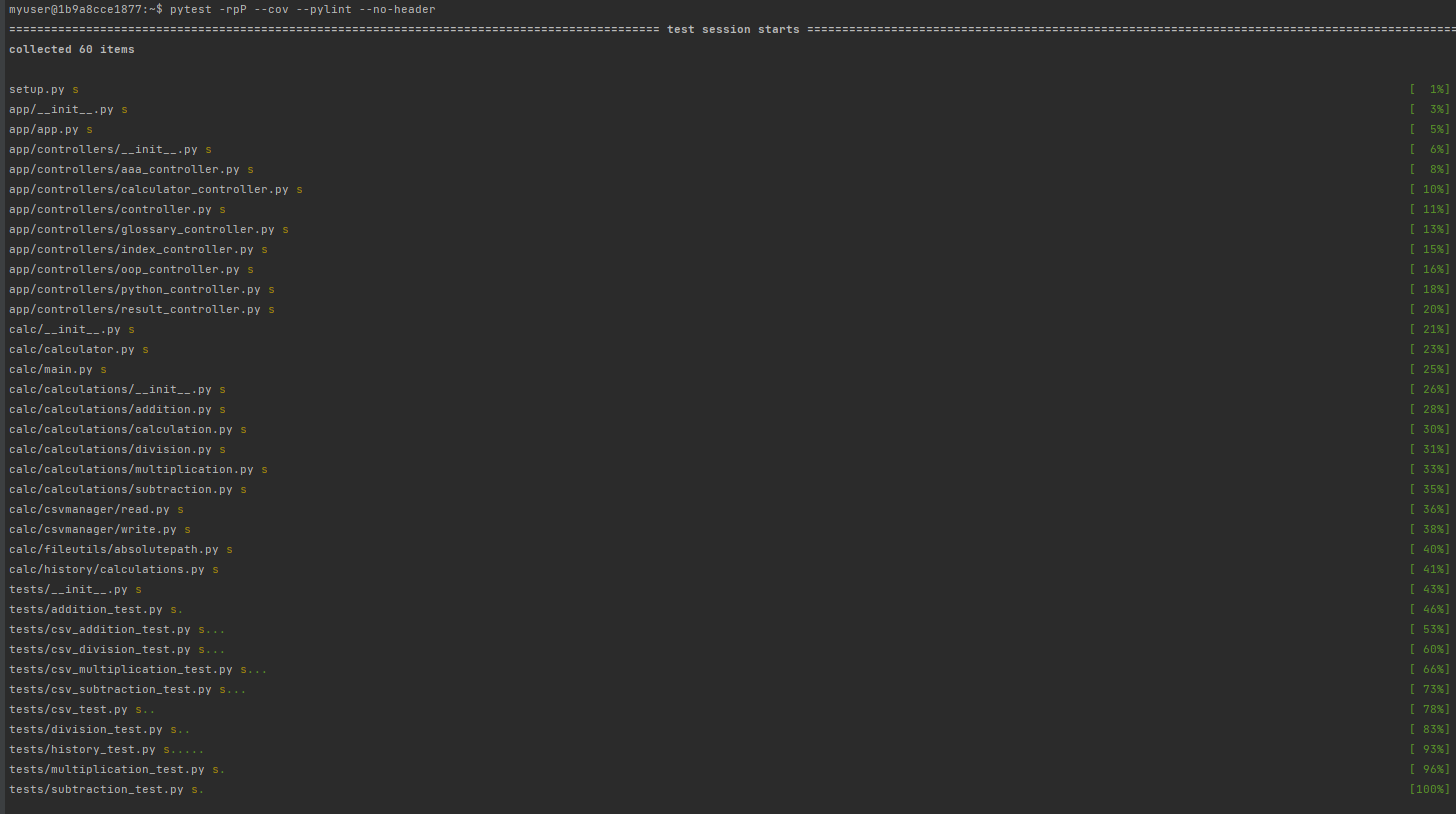 myuser@1b9a8cce1877:~$ pytest -rpP --cov --pylint --no-header
============================================================================================= test session starts =============================================================================================
collected 60 items
setup.py s [  1%]
app/__init__.py s [  3%]
app/app.py s [  5%]
app/controllers/__init__.py s [  6%]
app/controllers/aaa_controller.py s [  8%]
app/controllers/calculator_controller.py s [ 10%]
app/controllers/controller.py s [ 11%]
app/controllers/glossary_controller.py s [ 13%]
app/controllers/index_controller.py s [ 15%]
app/controllers/oop_controller.py s [ 16%]
app/controllers/python_controller.py s [ 18%]
app/controllers/result_controller.py s [ 20%]
calc/__init__.py s [ 21%]
calc/calculator.py s [ 23%]
calc/main.py s [ 25%]
calc/calculations/__init__.py s [ 26%]
calc/calculations/addition.py s [ 28%]
calc/calculations/calculation.py s [ 30%]
calc/calculations/division.py s [ 31%]
calc/calculations/multiplication.py s [ 33%]
calc/calculations/subtraction.py s [ 35%]
calc/csvmanager/read.py s [ 36%]
calc/csvmanager/write.py s [ 38%]
calc/fileutils/absolutepath.py s [ 40%]
calc/history/calculations.py s [ 41%]
tests/__init__.py s [ 43%]
tests/addition_test.py s. [ 46%]
tests/csv_addition_test.py s... [ 53%]
tests/csv_division_test.py s... [ 60%]
tests/csv_multiplication_test.py s... [ 66%]
tests/csv_subtraction_test.py s... [ 73%]
tests/csv_test.py s.. [ 78%]
tests/division_test.py s.. [ 83%]
tests/history_test.py s..... [ 93%]
tests/multiplication_test.py s. [ 96%]
tests/subtraction_test.py s. [100%]